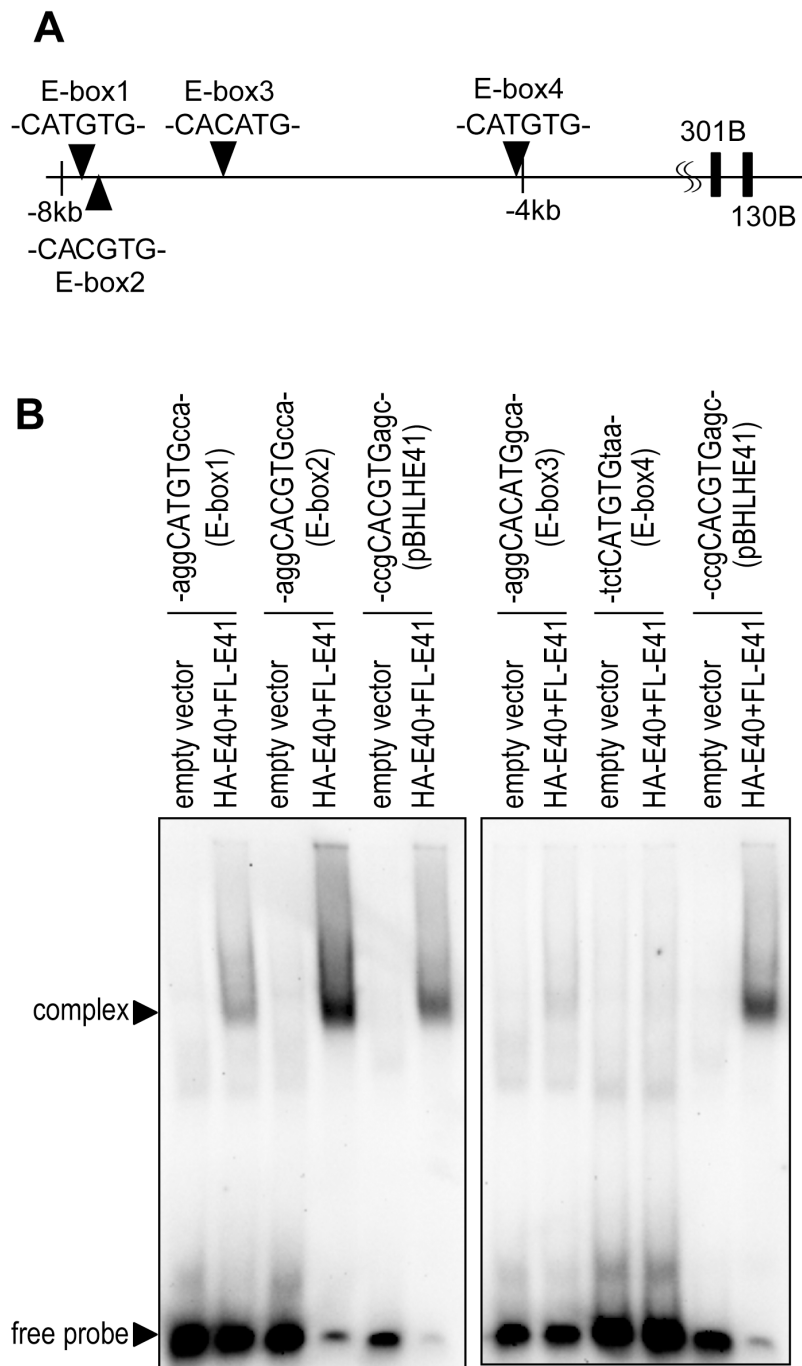 A
E-box1
-CATGTG-
E-box3
-CACATG-
E-box4
-CATGTG-
301B
-8kb
-4kb
130B
-CACGTG-
E-box2
B
-aggCATGTGcca-
(E-box1)
-aggCACGTGcca-
(E-box2)
-ccgCACGTGagc-
(pBHLHE41)
-aggCACATGgca-
(E-box3)
-tctCATGTGtaa-
(E-box4)
-ccgCACGTGagc-
(pBHLHE41)
empty vector
HA-E40+FL-E41
empty vector
HA-E40+FL-E41
empty vector
HA-E40+FL-E41
empty vector
HA-E40+FL-E41
empty vector
HA-E40+FL-E41
empty vector
HA-E40+FL-E41
complex
free probe